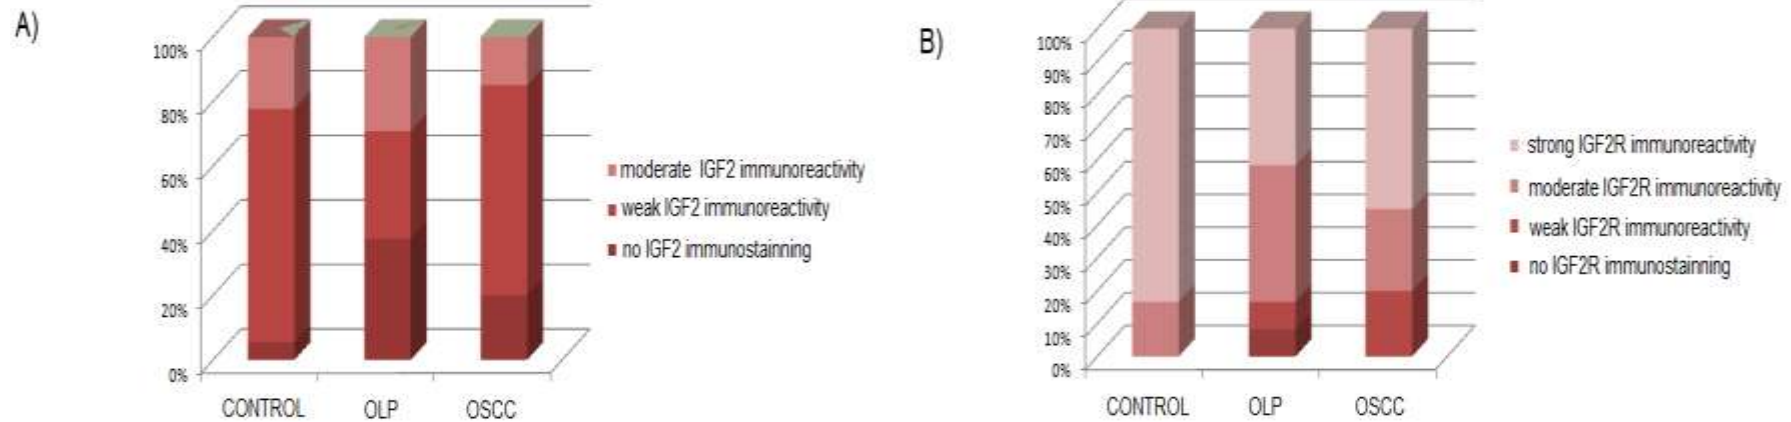 A)
100%
80%
60%
40%
20%
0%
CONTROL OLP OSCC
moderate IGF2 immunoreactivity
weak IGF2 immunoreactivity
no IGF2 immunostainning
B)
100%
90%
80%
70%
60%
50%
40%
30%
20%
10%
0%
CONTROL OLP OSCC
strong IGF2R immunoreactivity
moderate IGF2R immunoreactivity
weak IGF2R immunoreactivity
no IGF2R immunostainning